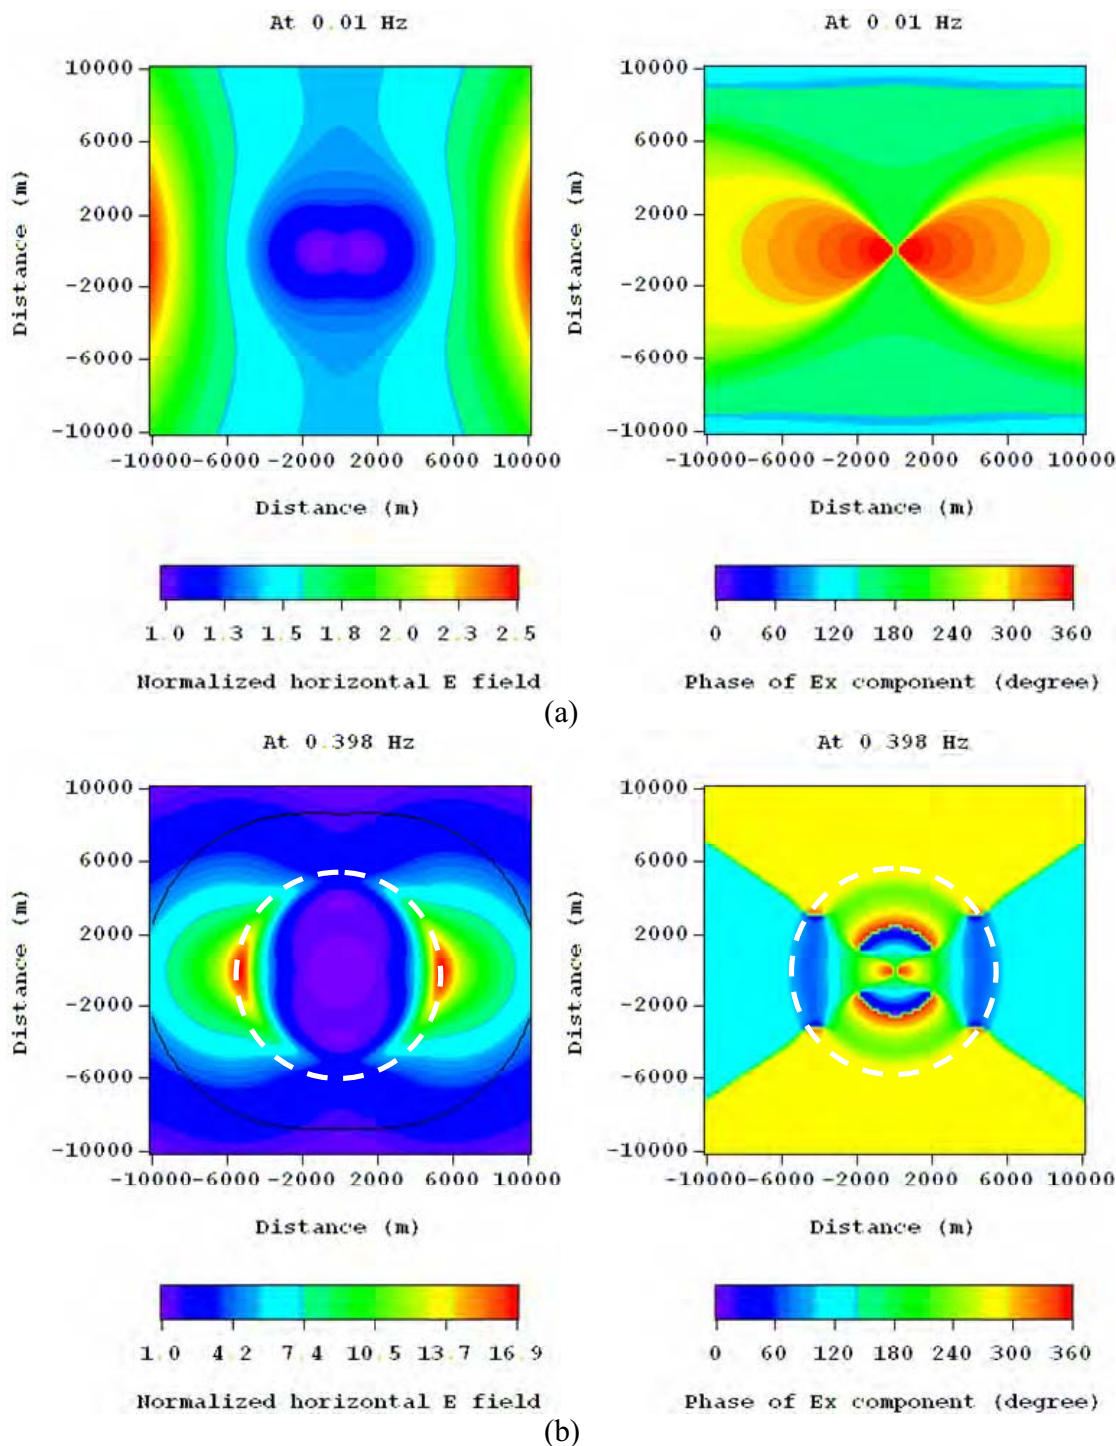 At 0.01 Hz
At 0.01 Hz
10000
6000
2000
-2000
-6000
-10000
Distance (m)
-10000 -6000 -2000 2000 6000 10000
Distance (m)
10000
6000
2000
-2000
-6000
-10000
Distance (m)
-10000 -6000 -2000 2000 6000 10000
Distance (m)
1.0 1.3 1.5 1.8 2.0 2.3 2.5
Normalized horizontal E field
0 60 120 180 240 300 360
Phase of Ex component (degree)
(a)
At 0.398 Hz
At 0.398 Hz
10000
6000
2000
-2000
-6000
-10000
Distance (m)
-10000 -6000 -2000 2000 6000 10000
Distance (m)
10000
6000
2000
-2000
-6000
-10000
Distance (m)
-10000 -6000 -2000 2000 6000 10000
Distance (m)
1.0 4.2 7.4 10.5 13.7 16.9
Normalized horizontal E field
0 60 120 180 240 300 360
Phase of Ex component (degree)
(b)